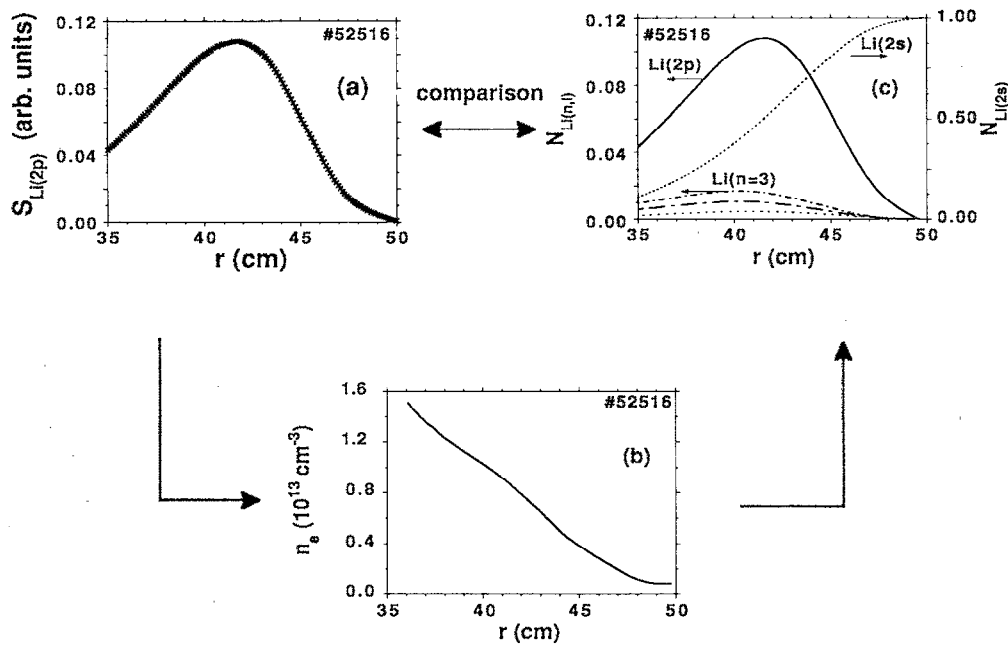 0.12
0.08
0.04
0.00
S_Li(2p) (arb. units)
#52516
(a)
35 40 45 50
r (cm)
comparison
0.12
0.08
0.04
0.00
N_Li(n,l)
#52516
Li(2p)
Li(2s)
(c)
Li(n=3)
1.00
0.50
0.00
N_Li(2s)
35 40 45 50
r (cm)
1.6
1.2
0.8
0.4
0.0
n_e (10^13 cm^-3)
#52516
(b)
35 40 45 50
r (cm)